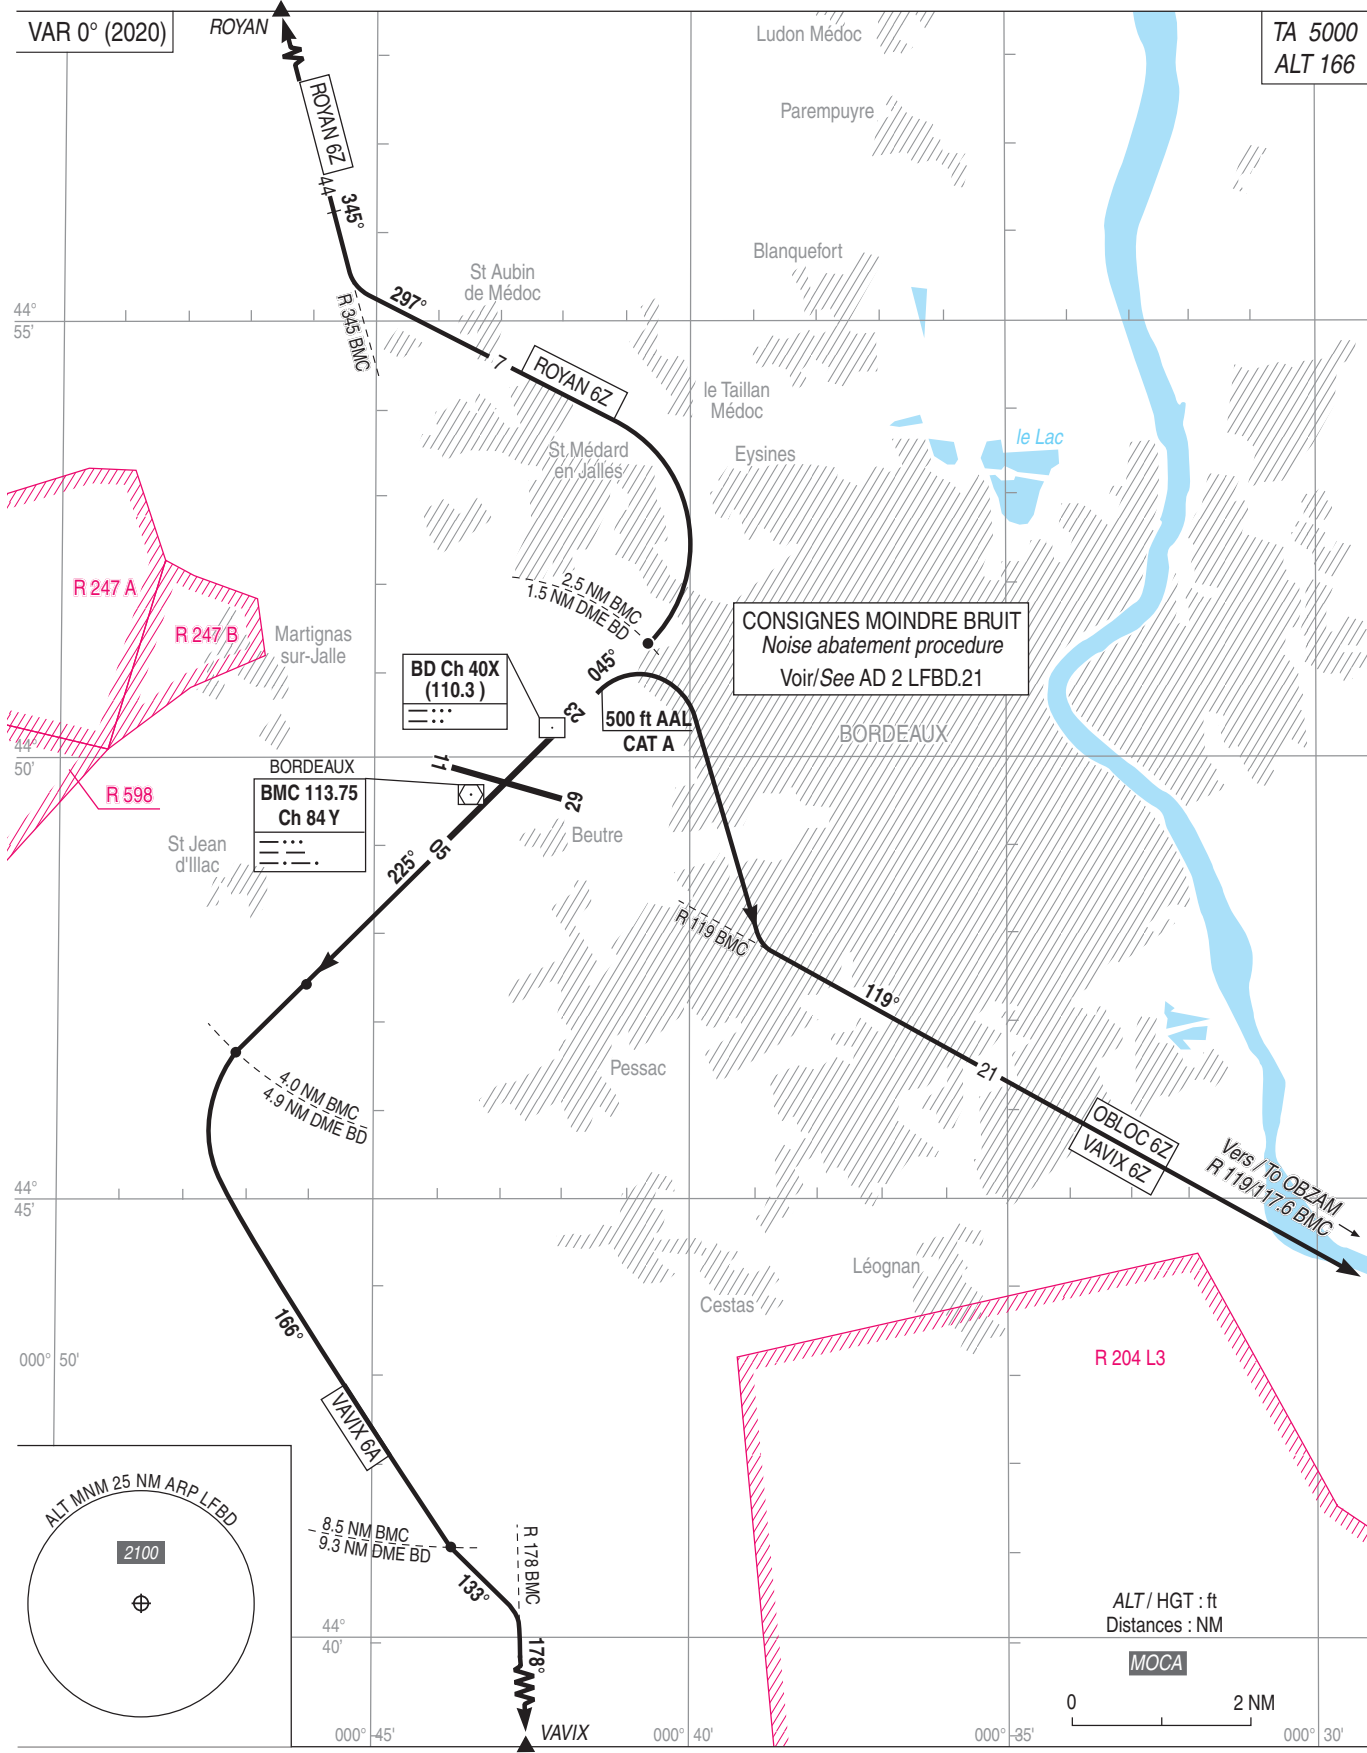 VAR 0° (2020)
ROYAN
TA 5000
ALT 166
Ludon Médoc
Parempuyre
ROYAN 6Z
44
345°
Blanquefort
St Aubin
de Médoc
297°
R 345 BMC
44°
55'
7
ROYAN 6Z
le Taillan
Médoc
St Médard
en Jalles
Eysines
le Lac
R 247 A
R 247 B
Martignas
sur-Jalle
2.5 NM BMC
1.5 NM DME BD
CONSIGNES MOINDRE BRUIT
Noise abatement procedure
Voir/See AD 2 LFBD.21
BD Ch 40X
(110.3 )
045°
23
500 ft AAL
CAT A
BORDEAUX
44°
50'
11
29
R 598
BORDEAUX
BMC 113.75
Ch 84 Y
Beutre
05
225°
St Jean
d'Illac
R 119 BMC
119°
21
Pessac
4.0 NM BMC
4.9 NM DME BD
OBLOC 6Z
VAVIX 6Z
Vers / To OBZAM
R 119/117.6 BMC
44°
45'
Léognan
Cestas
166°
000° 50'
R 204 L3
VAVIX 6A
ALT MNM 25 NM ARP LFBD
2100
8.5 NM BMC
9.3 NM DME BD
R 178 BMC
133°
178°
44°
40'
ALT / HGT : ft
Distances : NM
MOCA
0
2 NM
000° 45'
VAVIX
000° 40'
000° 35'
000° 30'